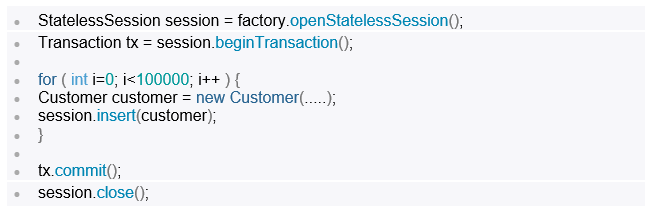 StatelessSession session = factory.openStatelessSession();
Transaction tx = session.beginTransaction();
for ( int i=0; i<100000; i++ ) {
Customer customer = new Customer(.....);
session.insert(customer);
}
tx.commit();
session.close();